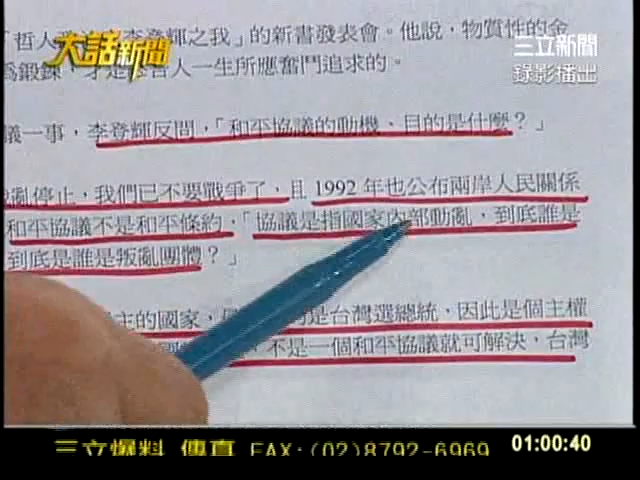 「哲人 李登輝之我」的新書發表會。他說，物質性的金
大話新聞
三立新聞
錄影播出
人一生所應奮鬥追求的。
議一事，李登輝反問，「和平協議的動機、目的是什麼？」
亂停止，我們已不要戰爭了，且 1992 年也公布兩岸人民關係
和平協議不是和平條約，「協議是指國家內部動亂，到底誰是
到底是誰是叛亂團體？」
主的國家， 是台灣選總統，因此是個主權
，不是一個和平協議就可解決，台灣
三立爆料 傳真 FAX:(02)8792-6969
01:00:40